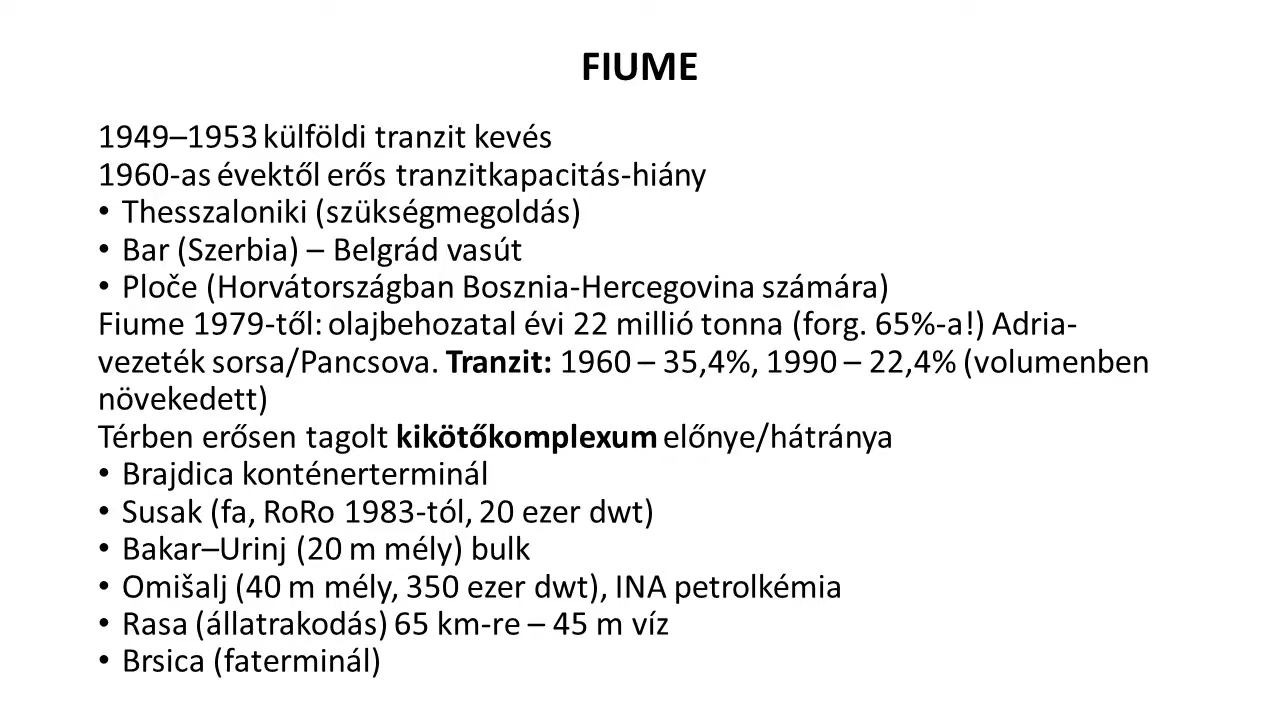 FIUME
1949–1953 külföldi tranzit kevés
1960-as évektől erős tranzitkapacitás-hiány
• Thesszaloniki (szükségmegoldás)
• Bar (Szerbia) – Belgrád vasút
• Ploče (Horvátországban Bosznia-Hercegovina számára)
Fiume 1979-től: olajbehozatal évi 22 millió tonna (forg. 65%-a!) Adria-
vezeték sorsa/Pancsova. Tranzit: 1960 – 35,4%, 1990 – 22,4% (volumenben
növekedett)
Térben erősen tagolt kikötőkomplexum előnye/hátránya
• Brajdica konténerterminál
• Susak (fa, RoRo 1983-tól, 20 ezer dwt)
• Bakar–Urinj (20 m mély) bulk
• Omišalj (40 m mély, 350 ezer dwt), INA petrolkémia
• Rasa (állatrakodás) 65 km-re – 45 m víz
• Brsica (faterminál)